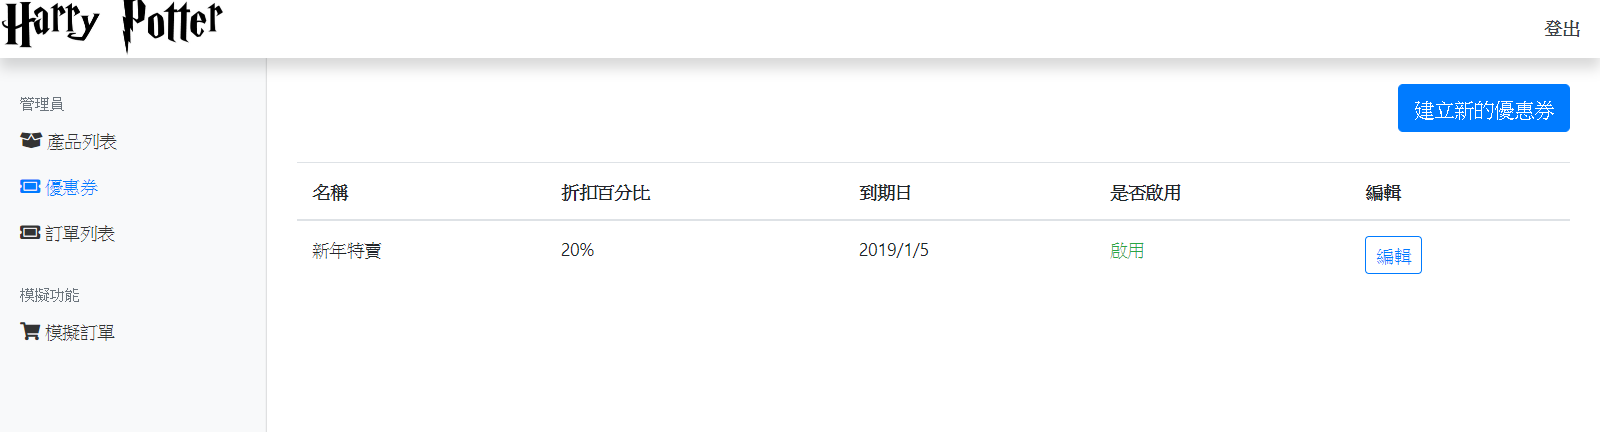 Harry Potter
登出
管理員
產品列表
優惠券
訂單列表
模擬功能
模擬訂單
建立新的優惠券
名稱 折扣百分比 到期日 是否啟用 編輯
新年特賣 20% 2019/1/5 啟用 編輯